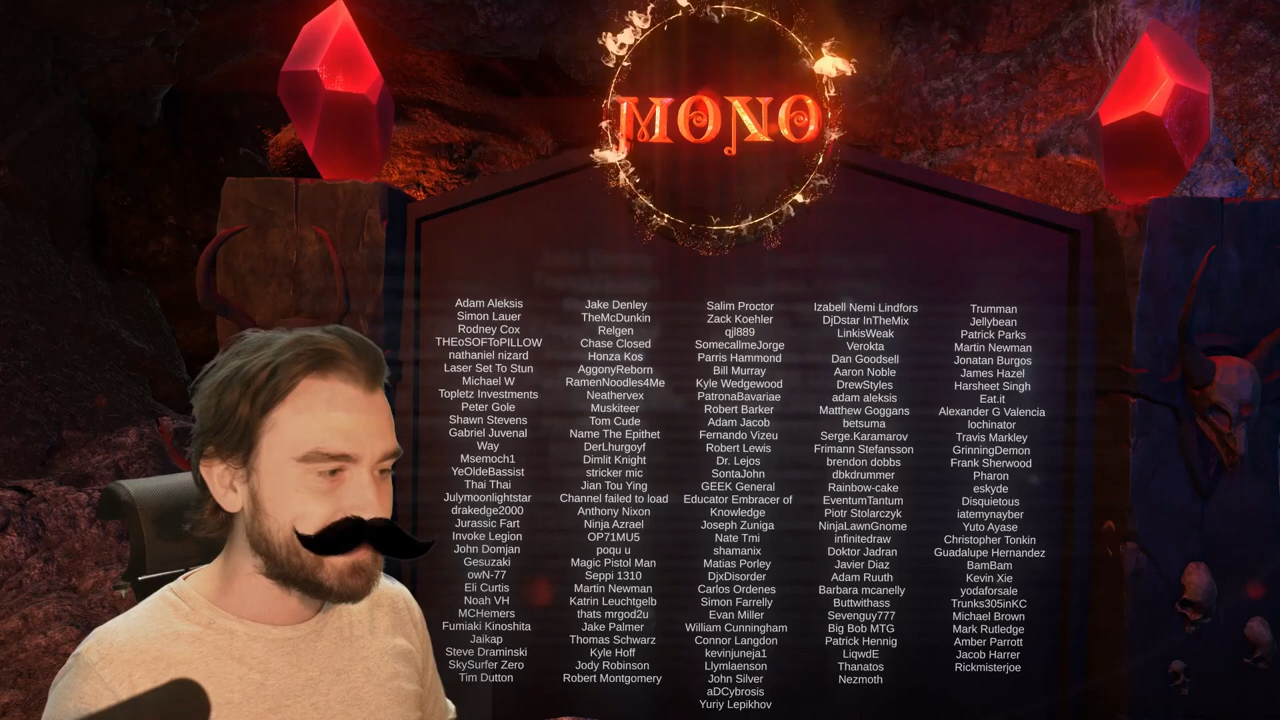 MONO
Adam Aleksis
Simon Lauer
Rodney Cox
THEoSOFToPILLOW
nathaniel nizard
Laser Set To Stun
Michael W
Topletz Investments
Peter Gole
Shawn Stevens
Gabriel Juvenal
Way
Msemoch1
YeOldeBassist
Thai Thai
Julymoonlightstar
drakedge2000
Jurassic Fart
Invoke Legion
John Domjan
Gesuzaki
owN-77
Eli Curtis
Noah VH
MCHemers
Fumiaki Kinoshita
Jaikap
Steve Draminski
SkySurfer Zero
Tim Dutton
Jake Denley
TheMcDunkin
Relgen
Chase Closed
Honza Kos
AggonyReborn
RamenNoodles4Me
Neathervex
Muskiteer
Tom Cude
Name The Epithet
DerLhurgoyf
Dimlit Knight
stricker mic
Jian Tou Ying
Channel failed to load
Anthony Nixon
Ninja Azrael
OP71MU5
poqu u
Magic Pistol Man
Seppi 1310
Martin Newman
Katrin Leuchtgelb
thats mrgod2u
Jake Palmer
Thomas Schwarz
Kyle Hoff
Jody Robinson
Robert Montgomery
Salim Proctor
Zack Koehler
qjl889
SomecallmeJorge
Parris Hammond
Bill Murray
Kyle Wedgewood
PatronaBavariae
Robert Barker
Adam Jacob
Fernando Vizeu
Robert Lewis
Dr. Lejos
SontaJohn
GEEK General
Educator Embracer of
Knowledge
Joseph Zuniga
Nate Tmi
shamanix
Matias Porley
DjxDisorder
Carlos Ordenes
Simon Farrelly
Evan Miller
William Cunningham
Connor Langdon
kevinjuneja1
Llymlaenson
John Silver
aDCybrosis
Yuriy Lepikhov
Izabell Nemi Lindfors
DjDstar InTheMix
LinkisWeak
Verokta
Dan Goodsell
Aaron Noble
DrewStyles
adam aleksis
Matthew Goggans
betsuma
Serge.Karamarov
Frimann Stefansson
brendon dobbs
dbkdrummer
Rainbow-cake
EventumTantum
Piotr Stolarczyk
NinjaLawnGnome
infinitedraw
Doktor Jadran
Javier Diaz
Adam Ruuth
Barbara mcanelly
Buttwithass
Sevenguy777
Big Bob MTG
Patrick Hennig
LiqwdE
Thanatos
Nezmoth
Trumman
Jellybean
Patrick Parks
Martin Newman
Jonatan Burgos
James Hazel
Harsheet Singh
Eat.it
Alexander G Valencia
lochinator
Travis Markley
GrinningDemon
Frank Sherwood
Pharon
eskyde
Disquietous
iatemynayber
Yuto Ayase
Christopher Tonkin
Guadalupe Hernandez
BamBam
Kevin Xie
yodaforsale
Trunks305inKC
Michael Brown
Mark Rutledge
Amber Parrott
Jacob Harrer
Rickmisterjoe